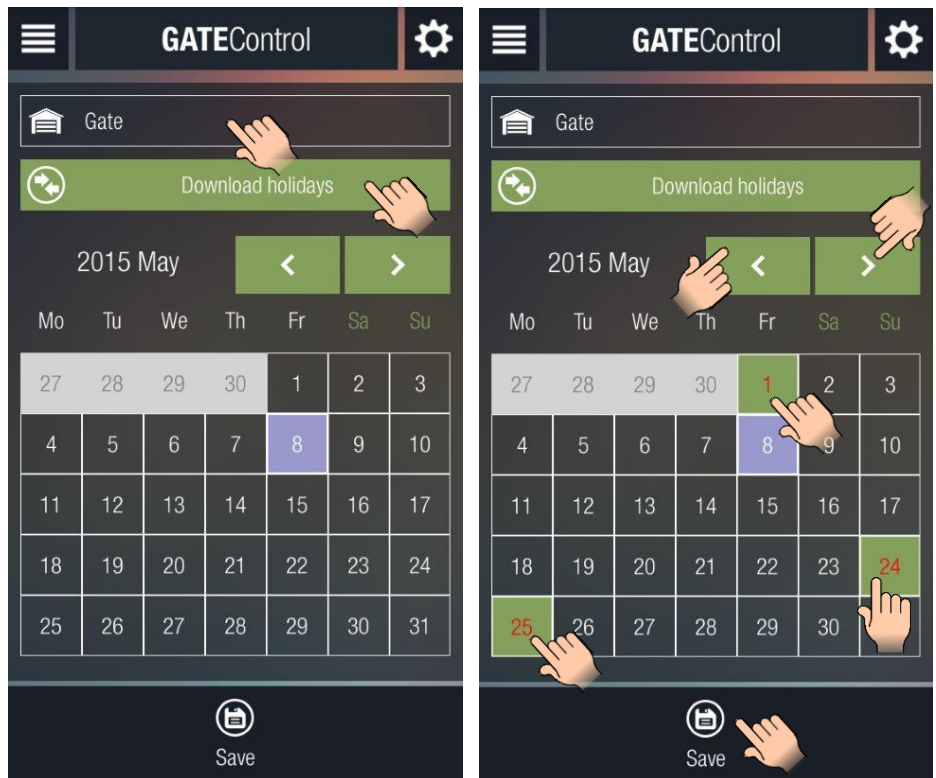 GATEControl
Gate
Download holidays
2015 May < >
Mo Tu We Th Fr Sa Su
27 28 29 30 1 2 3
4 5 6 7 8 9 10
11 12 13 14 15 16 17
18 19 20 21 22 23 24
25 26 27 28 29 30 31
Save
GATEControl
Gate
Download holidays
2015 May < >
Mo Tu We Th Fr Sa Su
27 28 29 30 1 2 3
4 5 6 7 8 9 10
11 12 13 14 15 16 17
18 19 20 21 22 23 24
25 26 27 28 29 30
Save